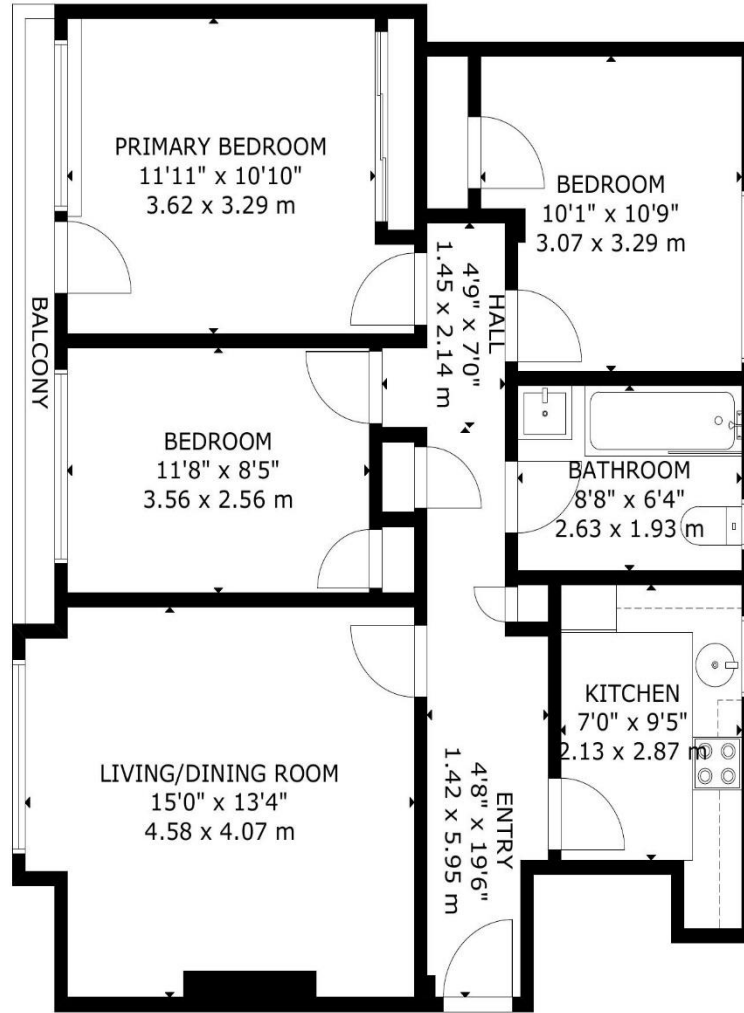 PRIMARY BEDROOM
11'11" x 10'10"
3.62 x 3.29 m
BEDROOM
10'1" x 10'9"
3.07 x 3.29 m
HALL
4'9" x 7'0"
1.45 x 2.14 m
BALCONY
BEDROOM
11'8" x 8'5"
3.56 x 2.56 m
BATHROOM
8'8" x 6'4"
2.63 x 1.93 m
KITCHEN
7'0" x 9'5"
2.13 x 2.87 m
LIVING/DINING ROOM
15'0" x 13'4"
4.58 x 4.07 m
ENTRY
4'8" x 19'6"
1.42 x 5.95 m